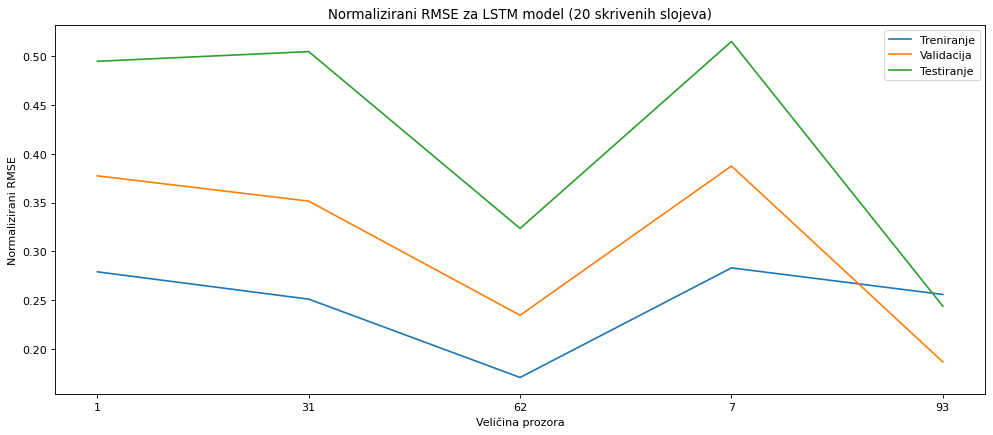 Normalizirani RMSE za LSTM model (20 skrivenih slojeva)
Treniranje
Validacija
Testiranje
Normalizirani RMSE
0.50
0.45
0.40
0.35
0.30
0.25
0.20
1 31 62 7 93
Veličina prozora